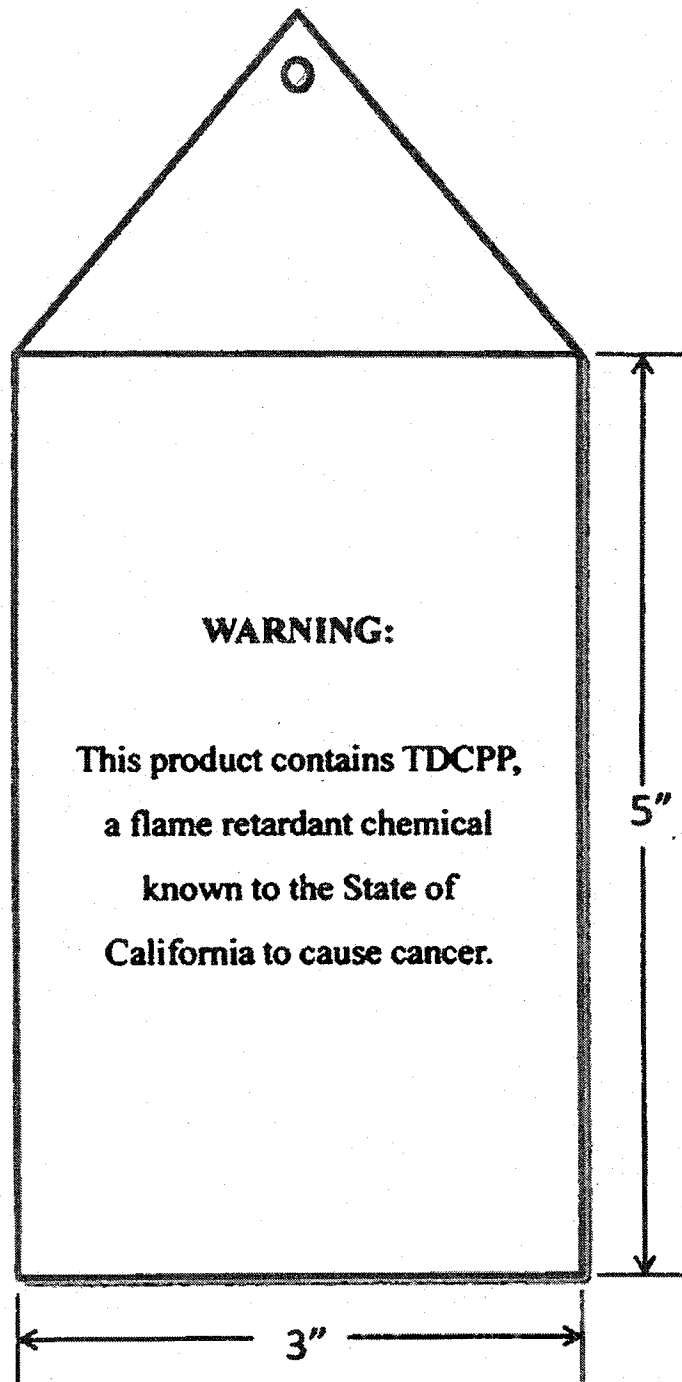 WARNING:
This product contains TDCPP,
a flame retardant chemical
known to the State of
California to cause cancer.
5"
3"